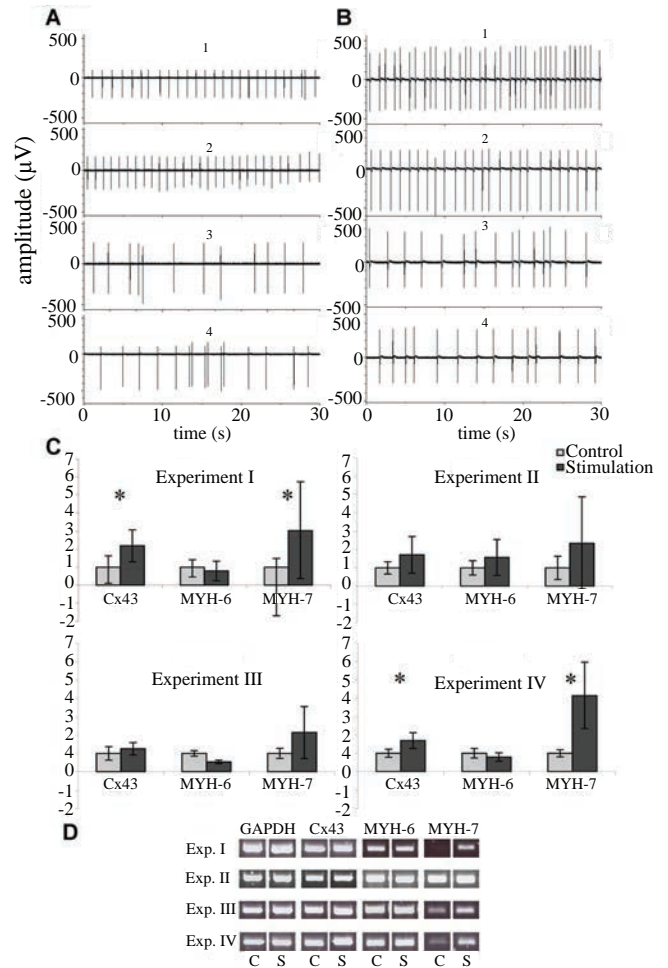 A
B
500
0
-500
1
500
0
-500
2
500
0
-500
3
500
0
-500
4
0 10 20 30
time (s)
amplitude (µV)
500
0
-500
1
500
0
-500
2
500
0
-500
3
500
0
-500
4
0 10 20 30
time (s)
C
Control
Stimulation
Experiment I
7
6
5
4
3
2
1
0
-1
-2
* *
Cx43 MYH-6 MYH-7
Experiment II
7
6
5
4
3
2
1
0
-1
-2
Cx43 MYH-6 MYH-7
Experiment III
7
6
5
4
3
2
1
0
-1
-2
Cx43 MYH-6 MYH-7
Experiment IV
7
6
5
4
3
2
1
0
-1
-2
* *
Cx43 MYH-6 MYH-7
D
GAPDH Cx43 MYH-6 MYH-7
Exp. I
Exp. II
Exp. III
Exp. IV
C S C S C S C S